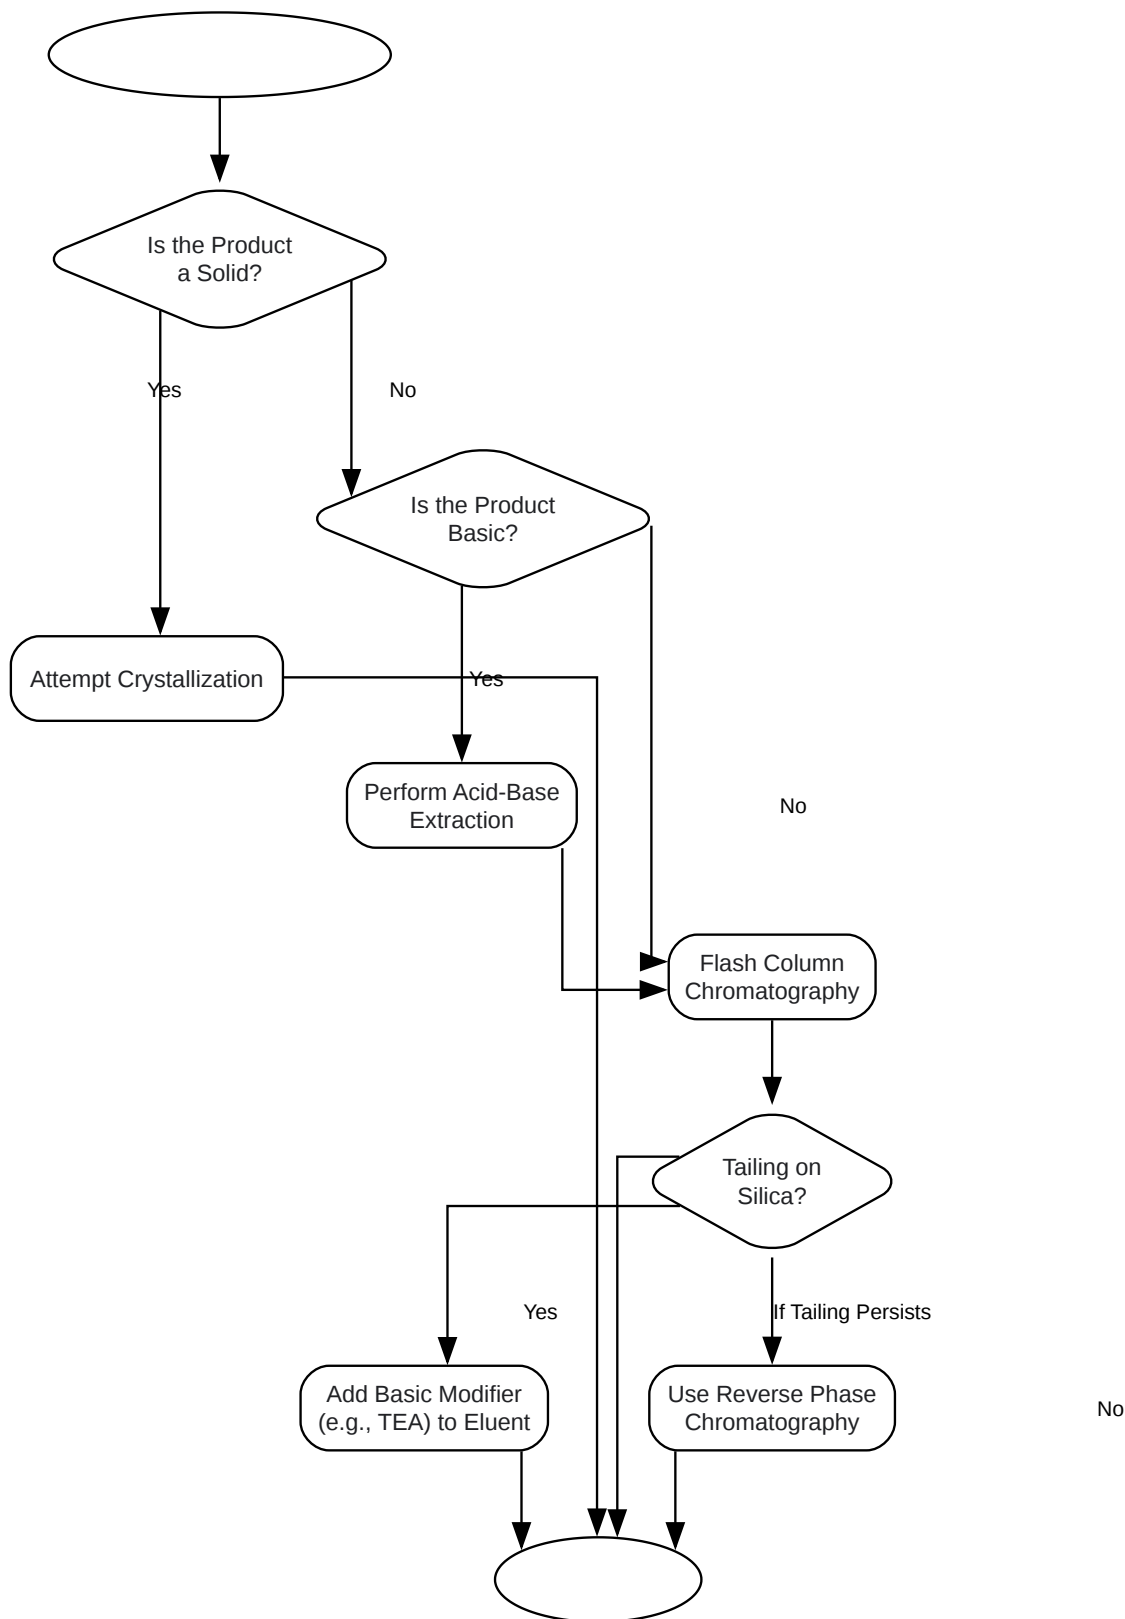 Is the Product
a Solid?
Yes
No
Is the Product
Basic?
Attempt Crystallization
Yes
Perform Acid-Base
Extraction
No
Flash Column
Chromatography
Tailing on
Silica?
Yes
If Tailing Persists
Add Basic Modifier
(e.g., TEA) to Eluent
Use Reverse Phase
Chromatography
No